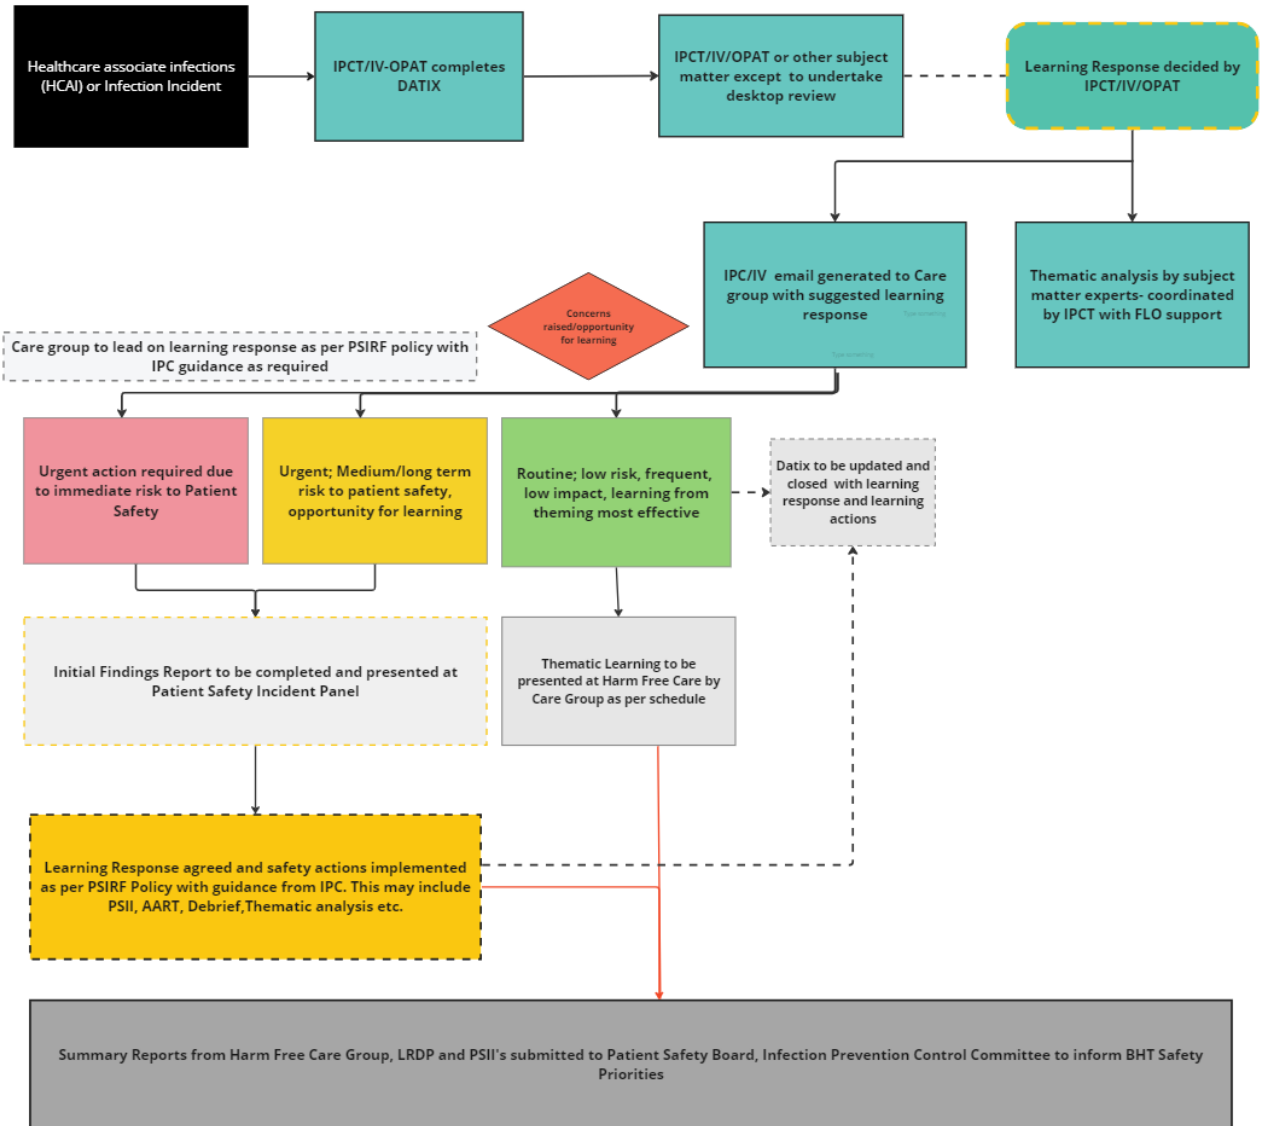 Healthcare associate infections
(HCAI) or Infection Incident
IPCT/IV-OPAT completes
DATIX
IPCT/IV/OPAT or other subject
matter except to undertake
desktop review
Learning Response decided by
IPCT/IV/OPAT
IPC/IV email generated to Care
group with suggested learning
response
Type something
Type something
Thematic analysis by subject
matter experts- coordinated
by IPCT with FLO support
Concerns
raised/opportunity
for learning
Care group to lead on learning response as per PSIRF policy with
IPC guidance as required
Urgent action required due
to immediate risk to Patient
Safety
Urgent; Medium/long term
risk to patient safety,
opportunity for learning
Routine; low risk, frequent,
low impact, learning from
theming most effective
Datix to be updated and
closed with learning
response and learning
actions
Initial Findings Report to be completed and presented at
Patient Safety Incident Panel
Thematic Learning to be
presented at Harm Free Care by
Care Group as per schedule
Learning Response agreed and safety actions implemented
as per PSIRF Policy with guidance from IPC. This may include
PSII, AART, Debrief,Thematic analysis etc.
Summary Reports from Harm Free Care Group, LRDP and PSII's submitted to Patient Safety Board, Infection Prevention Control Committee to inform BHT Safety
Priorities